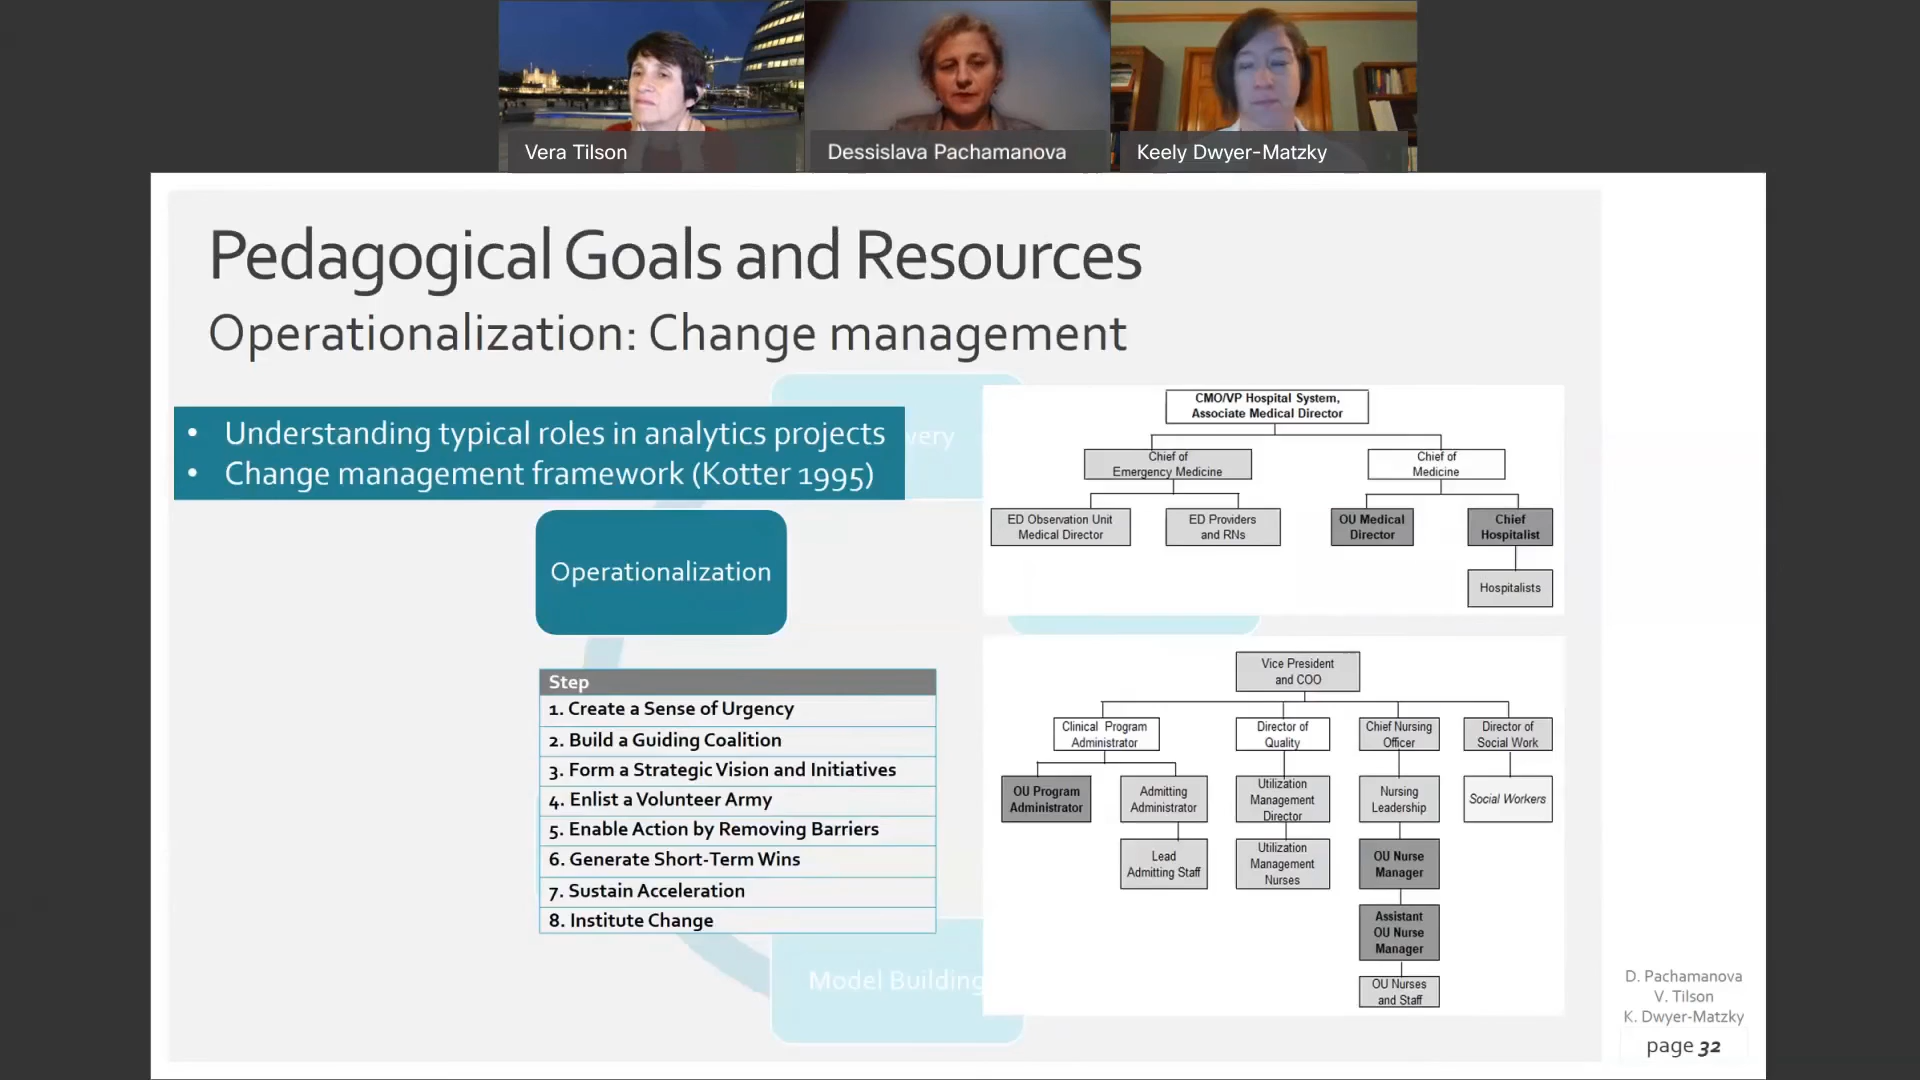 Vera Tilson
Dessislava Pachamanova
Keely Dwyer-Matzky
Pedagogical Goals and Resources
Operationalization: Change management
• Understanding typical roles in analytics projects
• Change management framework (Kotter 1995)
Operationalization
Step
1. Create a Sense of Urgency
2. Build a Guiding Coalition
3. Form a Strategic Vision and Initiatives
4. Enlist a Volunteer Army
5. Enable Action by Removing Barriers
6. Generate Short-Term Wins
7. Sustain Acceleration
8. Institute Change
Model Building
CMO/VP Hospital System,
Associate Medical Director
Chief of
Emergency Medicine
Chief of
Medicine
ED Observation Unit
Medical Director
ED Providers
and RNs
OU Medical
Director
Chief
Hospitalist
Hospitalists
Vice President
and COO
Clinical Program
Administrator
Director of
Quality
Chief Nursing
Officer
Director of
Social Work
OU Program
Administrator
Admitting
Administrator
Utilization
Management
Director
Nursing
Leadership
Social Workers
Lead
Admitting Staff
Utilization
Management
Nurses
OU Nurse
Manager
Assistant
OU Nurse
Manager
OU Nurses
and Staff
D. Pachamanova
V. Tilson
K. Dwyer-Matzky
page 32